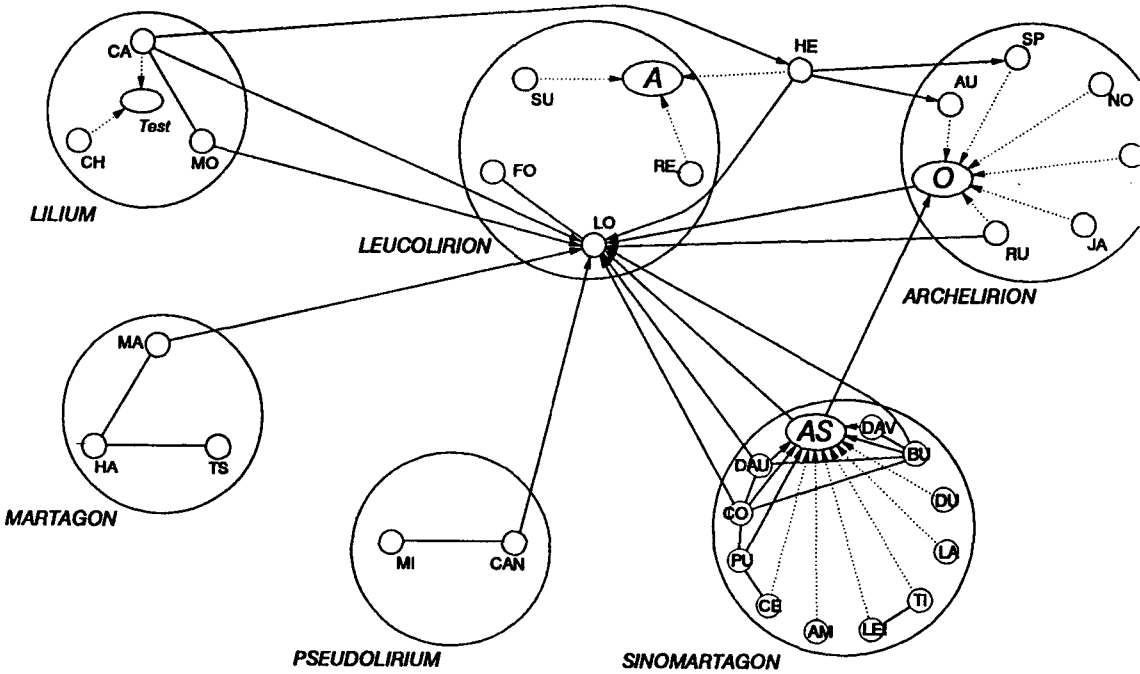 CA
Test
CH
MO
LILIUM
SU
A
FO
RE
LO
LEUCOLIRION
HE
SP
AU
NO
O
RU
JA
ARCHELIRION
MA
HA
TS
MARTAGON
MI
CAN
PSEUDOLIRIUM
AS
DAV
DAU
BU
CO
DU
PU
LA
CE
TI
AM
LEI
SINOMARTAGON